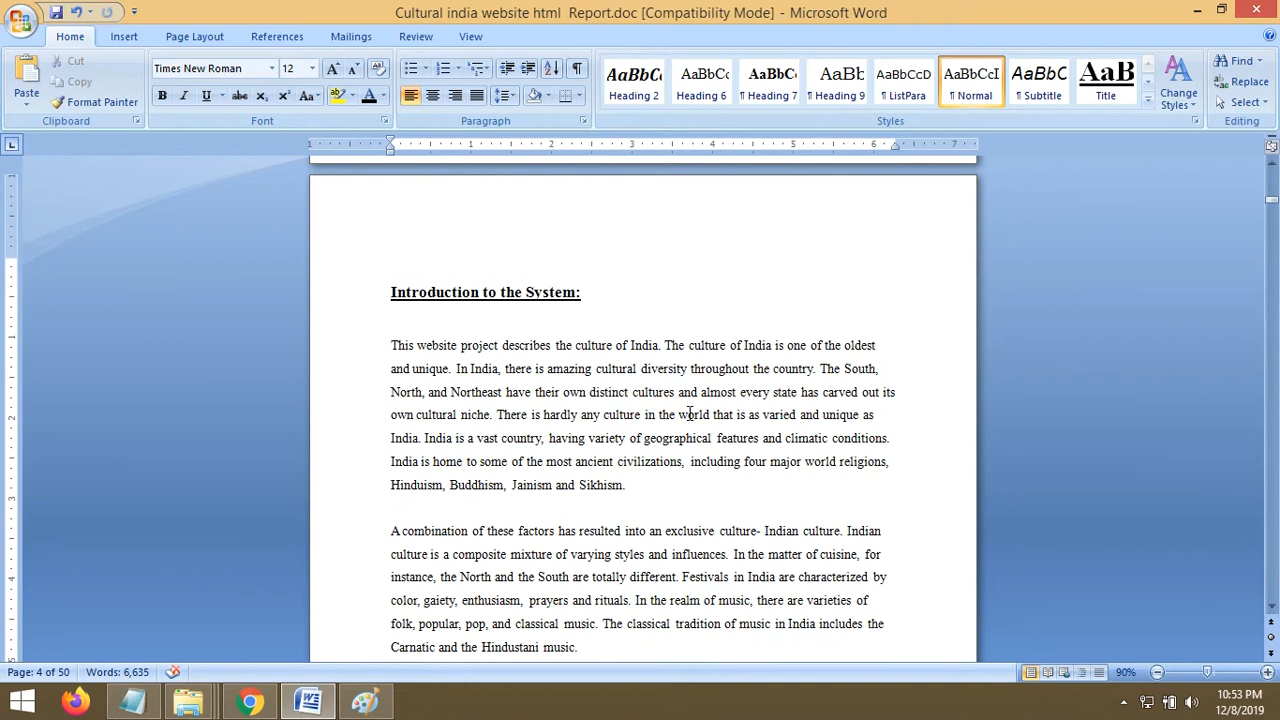 Cultural india website html Report.doc [Compatibility Mode] - Microsoft Word
Home Insert Page Layout References Mailings Review View
Paste
Cut
Copy
Format Painter
Clipboard
Times New Roman 12
Font
Paragraph
AaBbCc AaBbCc AaBbCc AaBbC AaBbCcD AaBbCcI AaBbC AaB
Heading 2 Heading 6 Heading 7 Heading 9 ¶ ListPara ¶ Normal ¶ Subtitle Title
Change Styles
Styles
Find
Replace
Select
Editing
Introduction to the System:
This website project describes the culture of India. The culture of India is one of the oldest
and unique. In India, there is amazing cultural diversity throughout the country. The South,
North, and Northeast have their own distinct cultures and almost every state has carved out its
own cultural niche. There is hardly any culture in the world that is as varied and unique as
India. India is a vast country, having variety of geographical features and climatic conditions.
India is home to some of the most ancient civilizations, including four major world religions,
Hinduism, Buddhism, Jainism and Sikhism.
A combination of these factors has resulted into an exclusive culture- Indian culture. Indian
culture is a composite mixture of varying styles and influences. In the matter of cuisine, for
instance, the North and the South are totally different. Festivals in India are characterized by
color, gaiety, enthusiasm, prayers and rituals. In the realm of music, there are varieties of
folk, popular, pop, and classical music. The classical tradition of music in India includes the
Carnatic and the Hindustani music.
Page: 4 of 50 Words: 6,635 90%
10:53 PM
12/8/2019